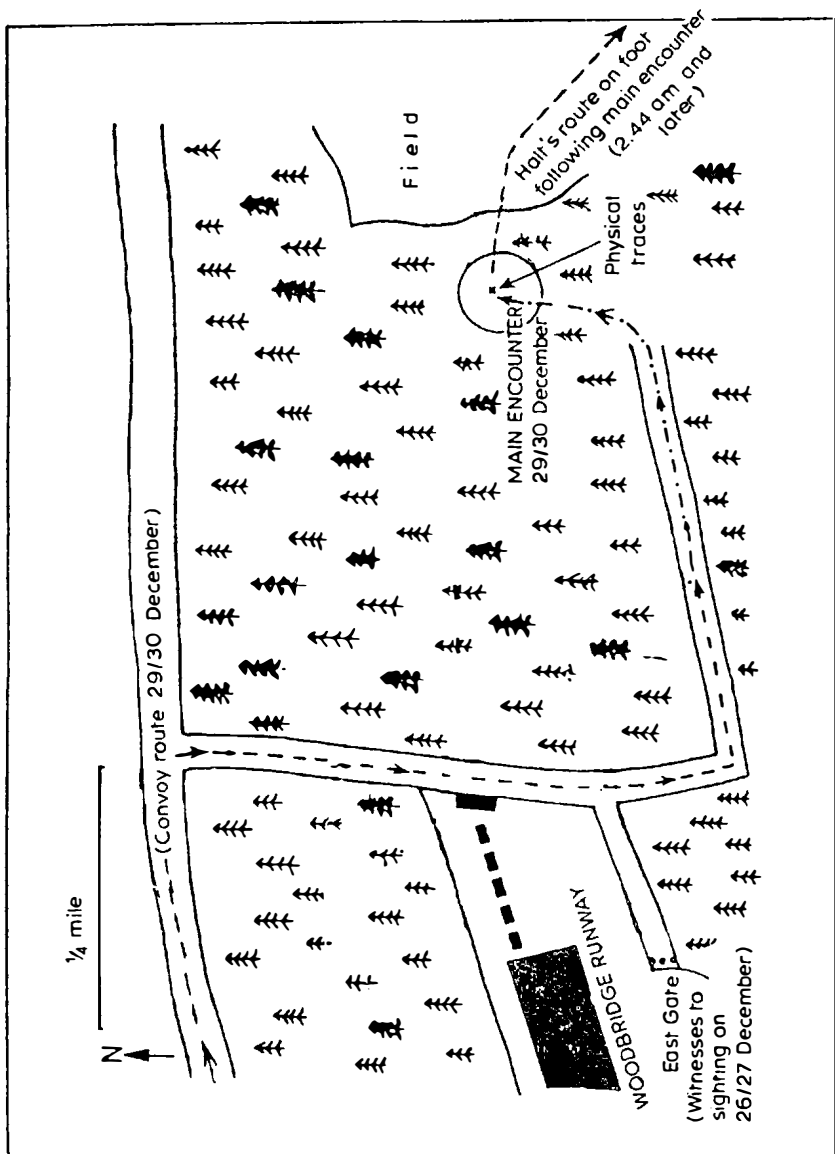 N
1/4 mile
(Convoy route 29/30 December)
Field
Halt's route on foot
following main encounter
(2.44 am and
later)
Physical
traces
MAIN ENCOUNTER
29/30 December
WOODBRIDGE RUNWAY
East Gate
(Witnesses to
sighting on
26/27 December)